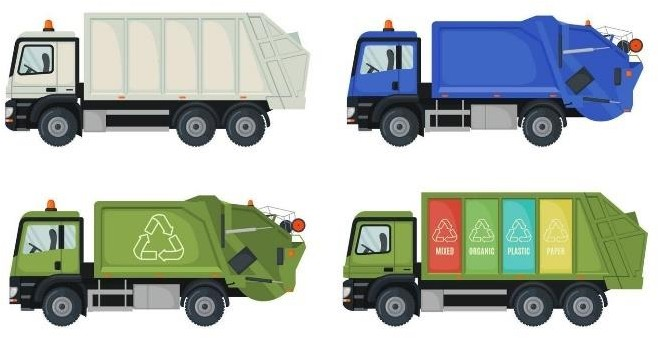 MIXED
ORGANIC
PLASTIC
PAPER